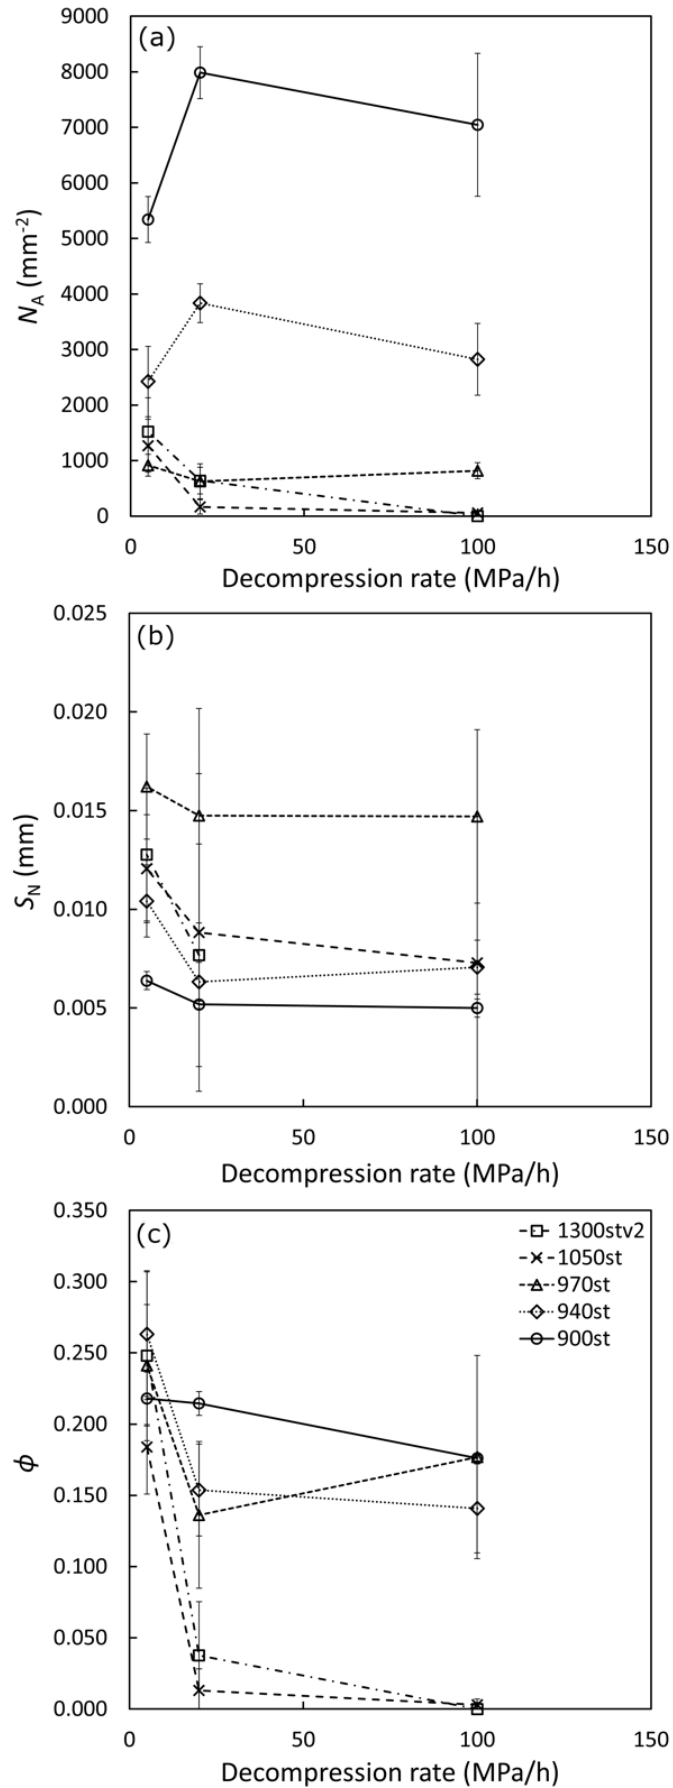 (a)
9000
8000
7000
6000
5000
4000
3000
2000
1000
0
N_A (mm⁻²)
0 50 100 150
Decompression rate (MPa/h)
(b)
0.025
0.020
0.015
0.010
0.005
0.000
S_N (mm)
0 50 100 150
Decompression rate (MPa/h)
(c)
0.350
0.300
0.250
0.200
0.150
0.100
0.050
0.000
ϕ
1300stv2
1050st
970st
940st
900st
0 50 100 150
Decompression rate (MPa/h)